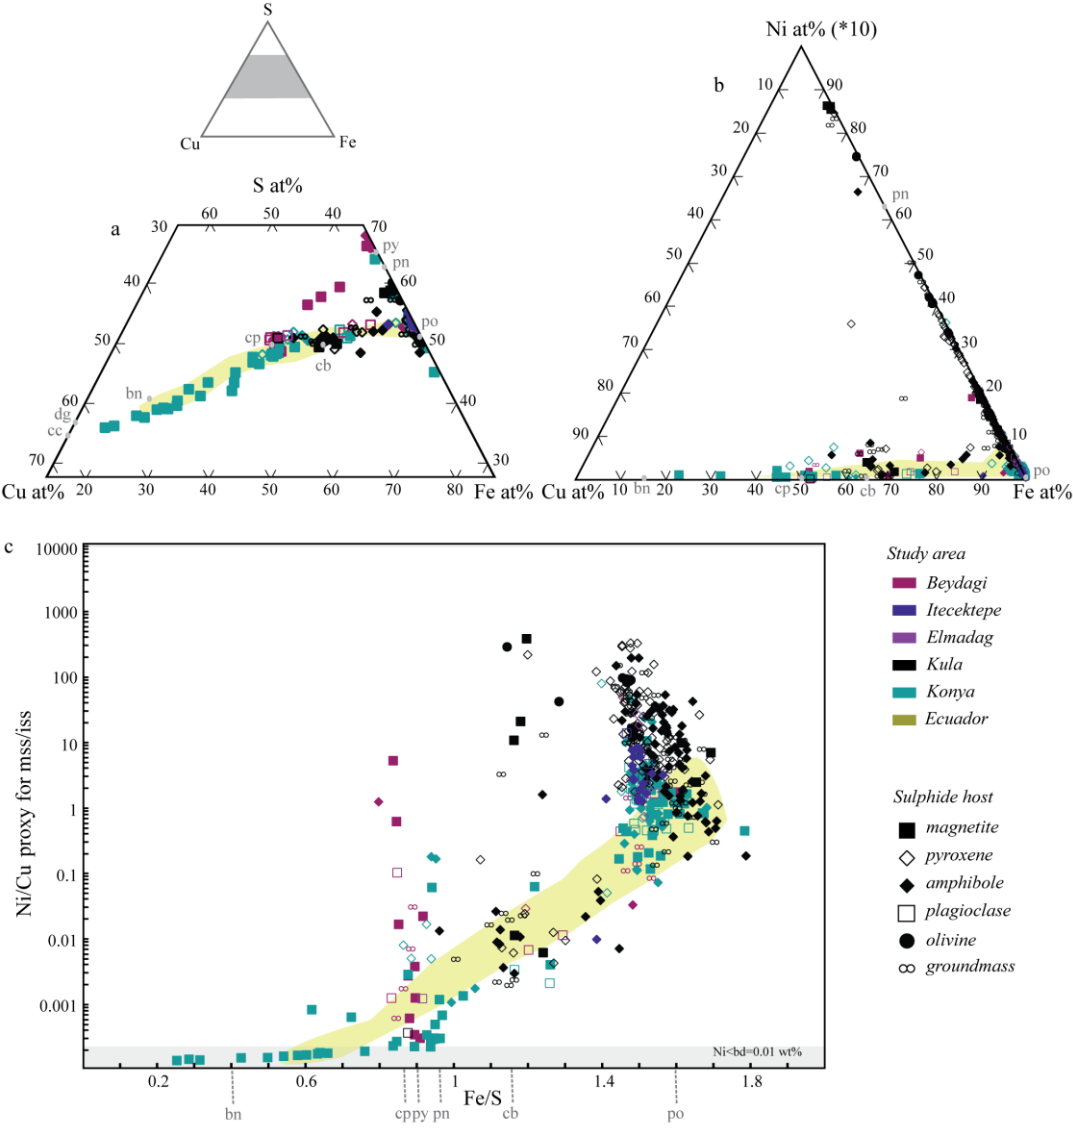 S
Cu
Fe
a
S at%
60
50
40
30
70
40
60
50
50
60
40
70
30
py
pn
po
cp
cb
bn
dg
cc
Cu at%
20
30
40
50
60
70
80
Fe at%
b
Ni at% (*10)
10
90
20
80
30
70
pn
40
60
50
50
60
40
70
30
80
20
90
10
po
Cu at%
10
20
30
40
50
60
70
80
90
Fe at%
bn
cp
cb
c
Ni/Cu proxy for mss/iss
10000
1000
100
10
1
0.1
0.01
0.001
Ni<bd=0.01 wt%
0.2
0.6
1
1.4
1.8
Fe/S
bn
cp
py
pn
cb
po
Study area
Beydagi
Itecektepe
Elmadag
Kula
Konya
Ecuador
Sulphide host
magnetite
pyroxene
amphibole
plagioclase
olivine
groundmass